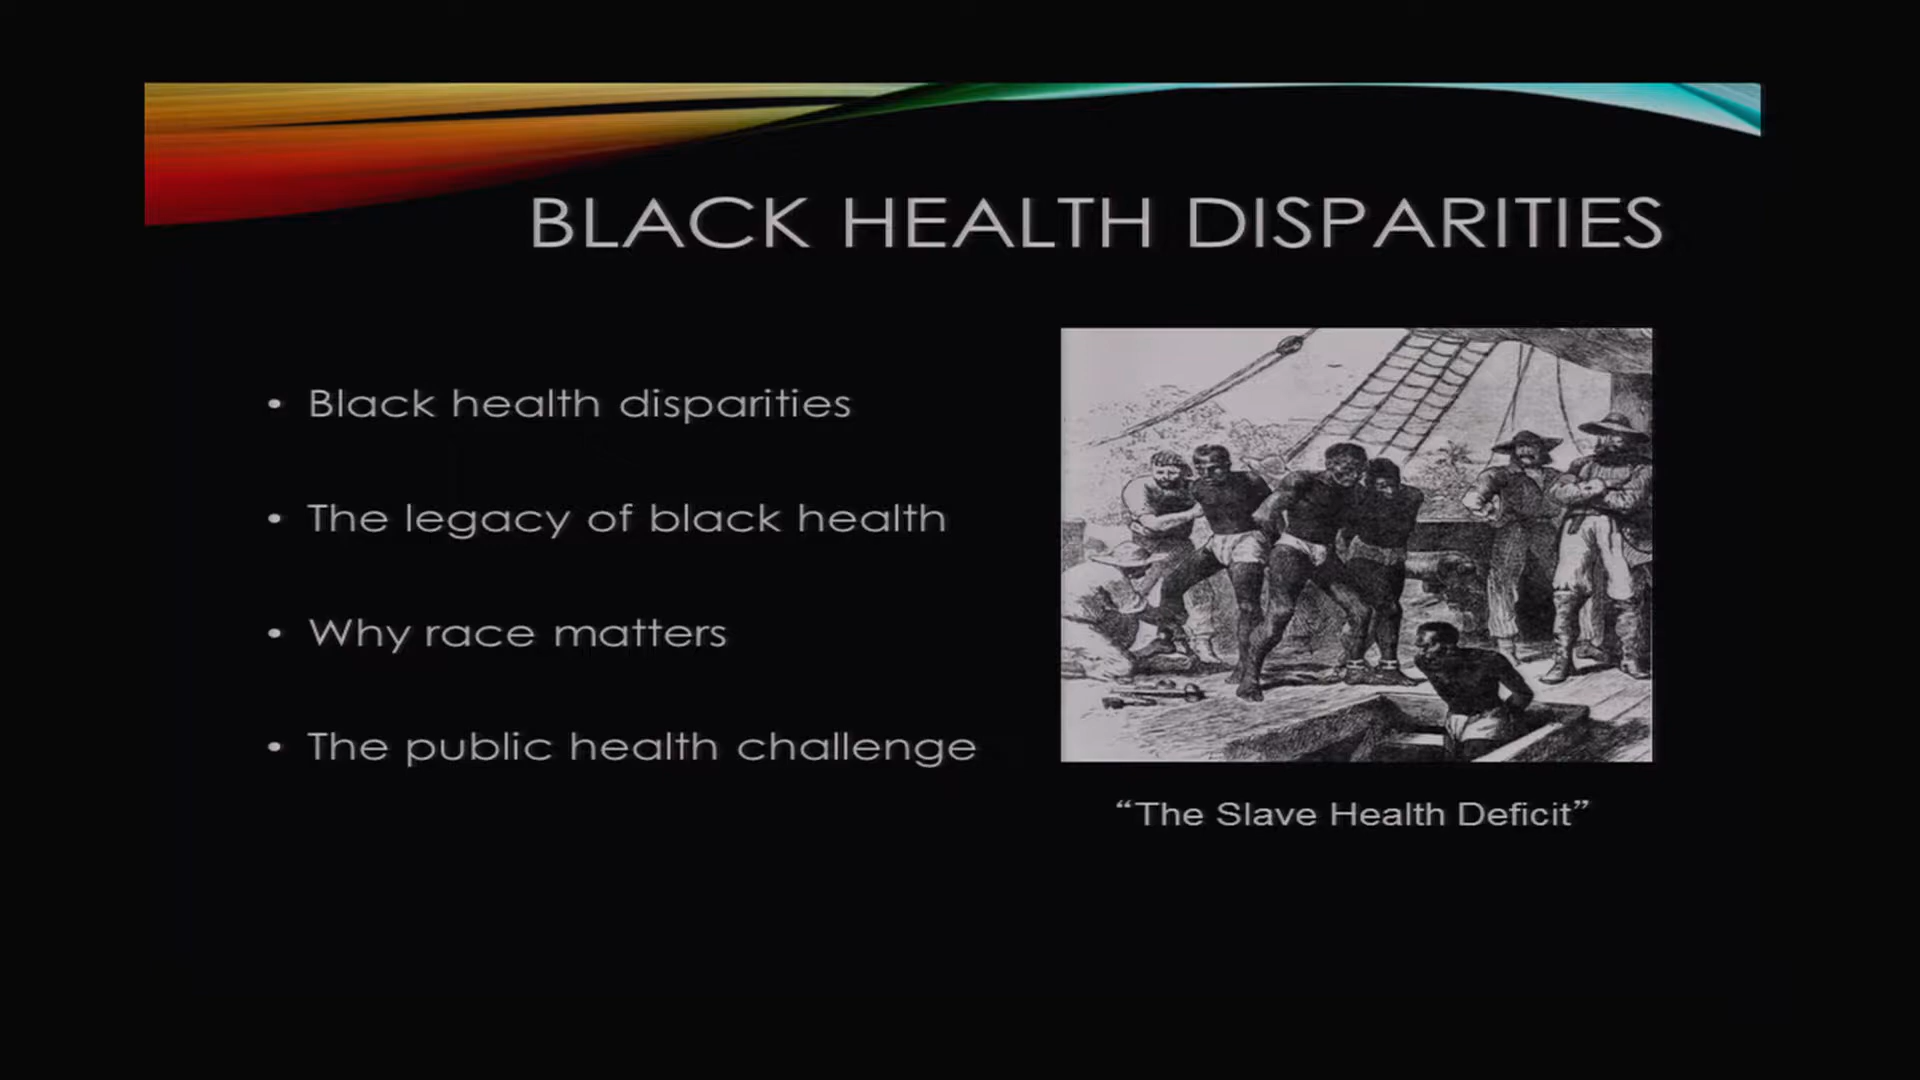 BLACK HEALTH DISPARITIES
• Black health disparities
• The legacy of black health
• Why race matters
• The public health challenge
“The Slave Health Deficit”